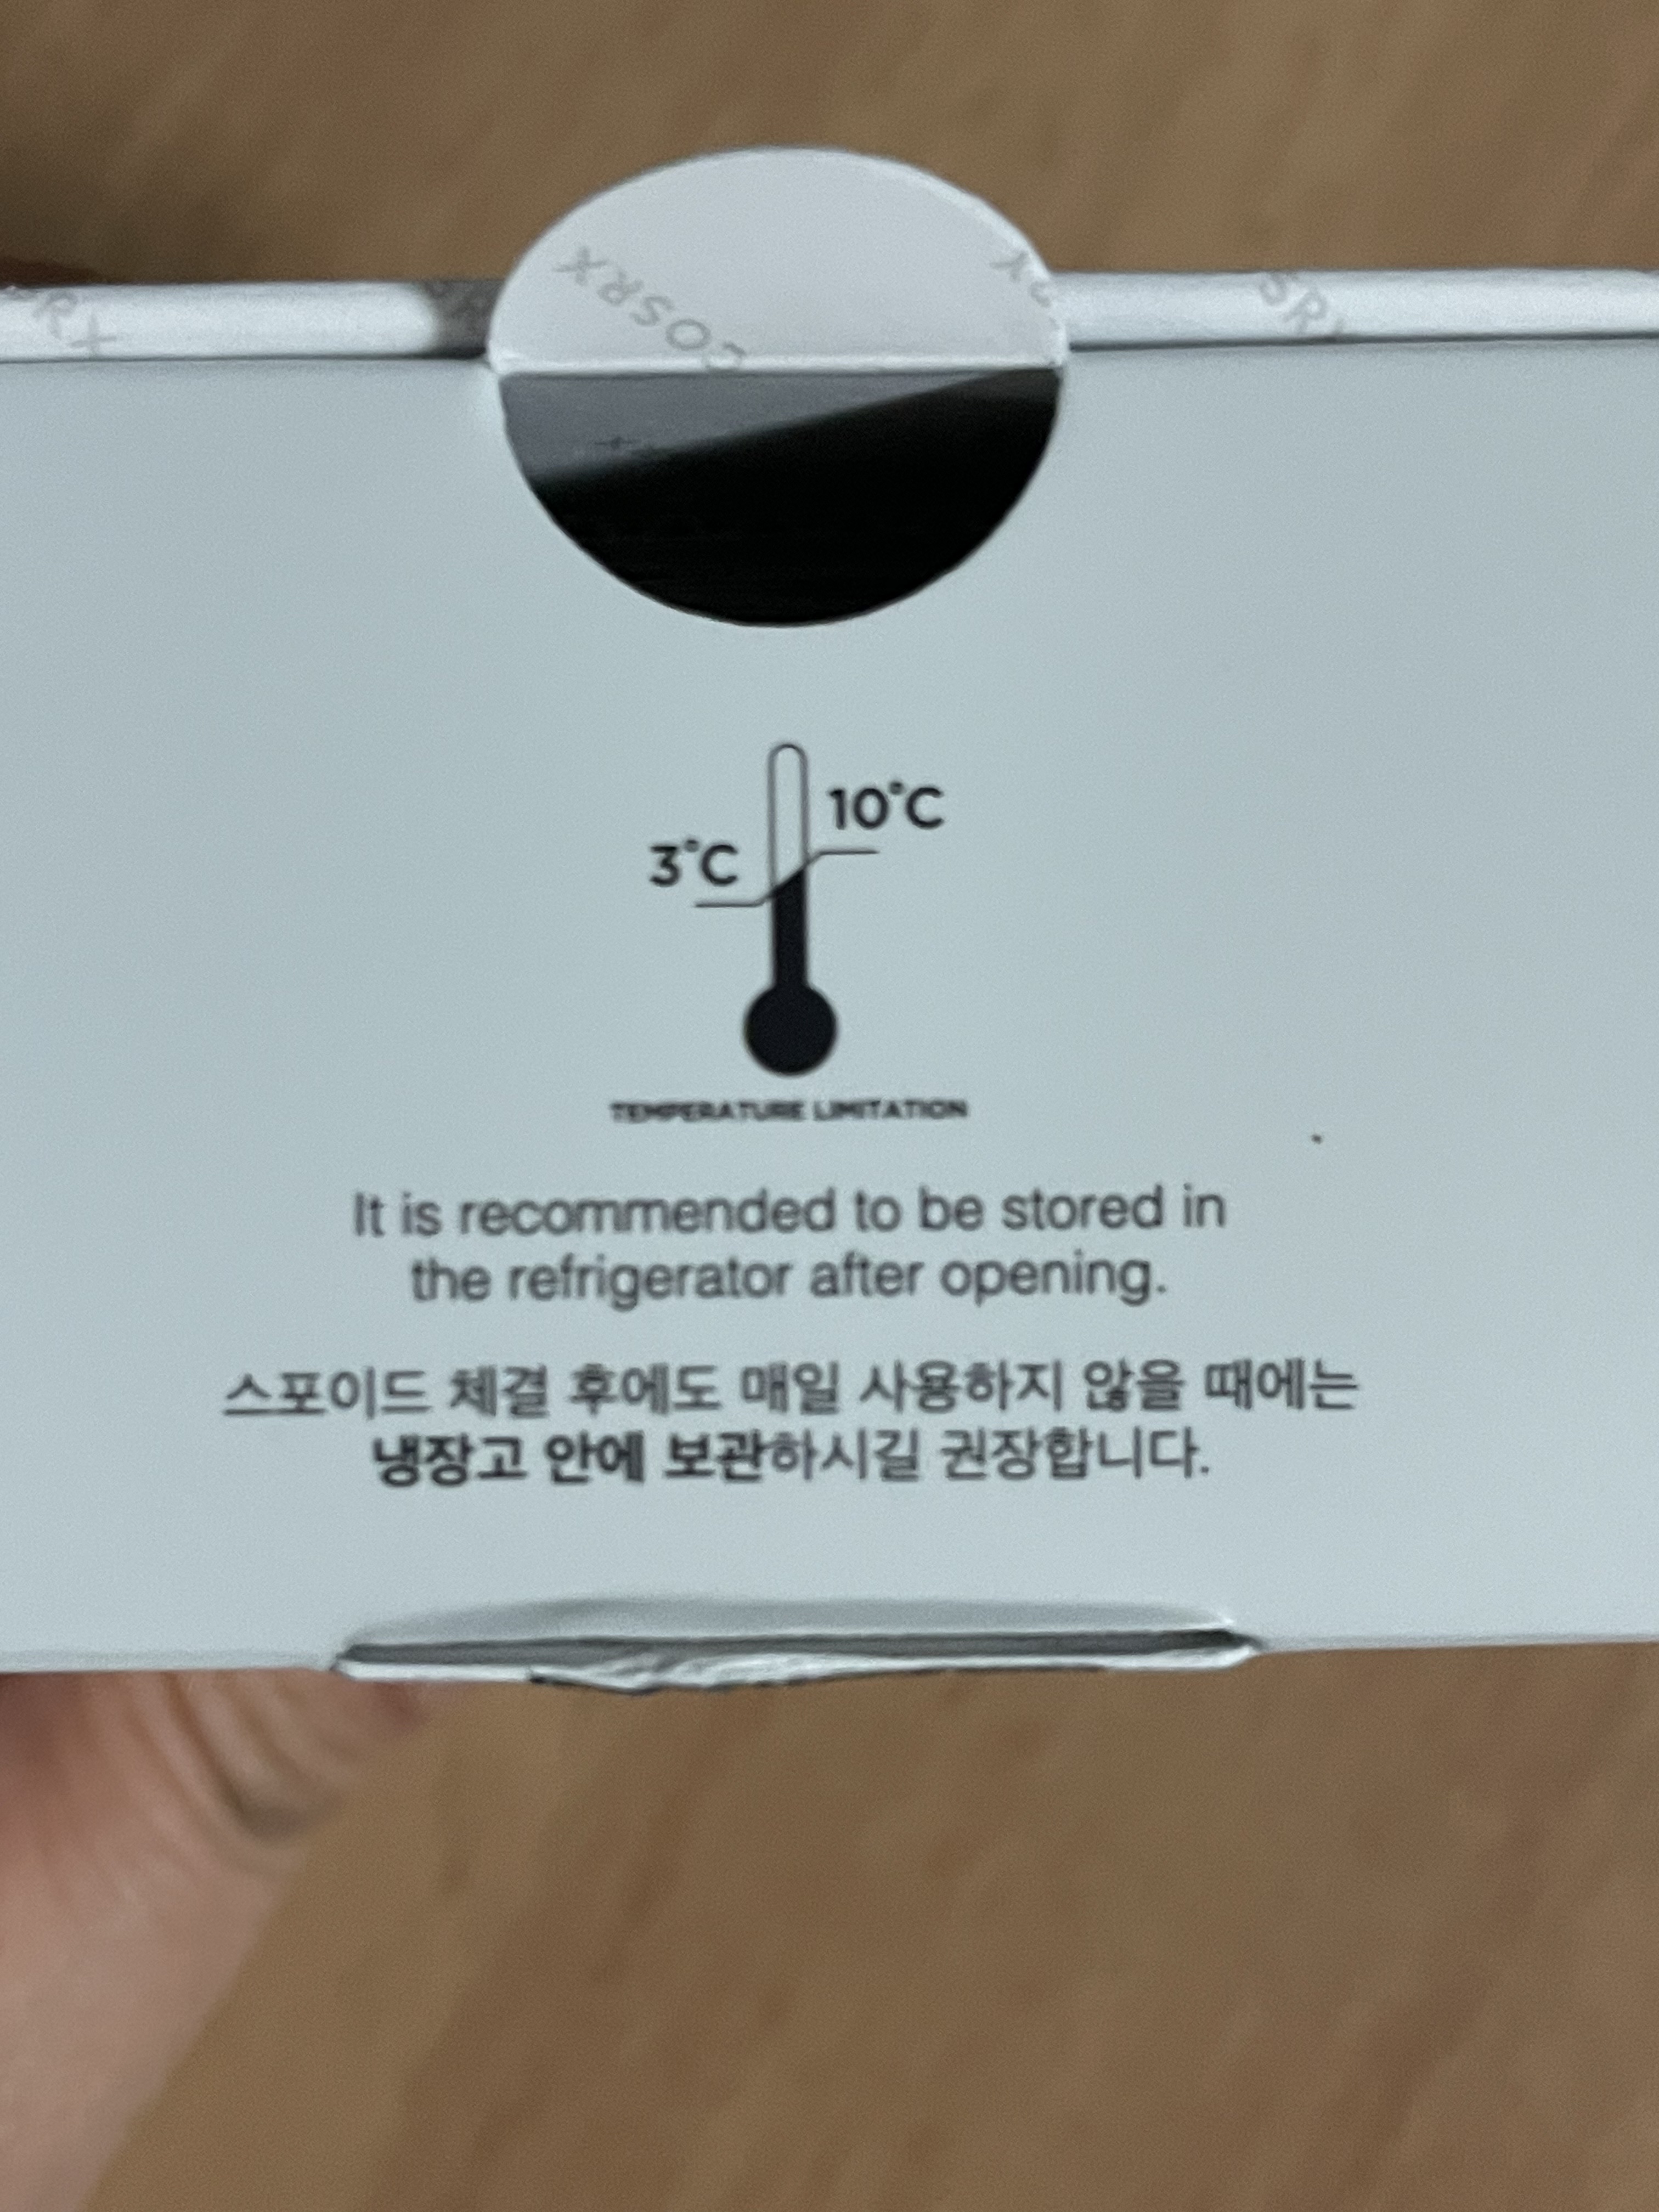 COSRX
SRX
10°C
3°C
TEMPERATURE LIMITATION
It is recommended to be stored in
the refrigerator after opening.
스포이드 체결 후에도 매일 사용하지 않을 때에는
냉장고 안에 보관하시길 권장합니다.